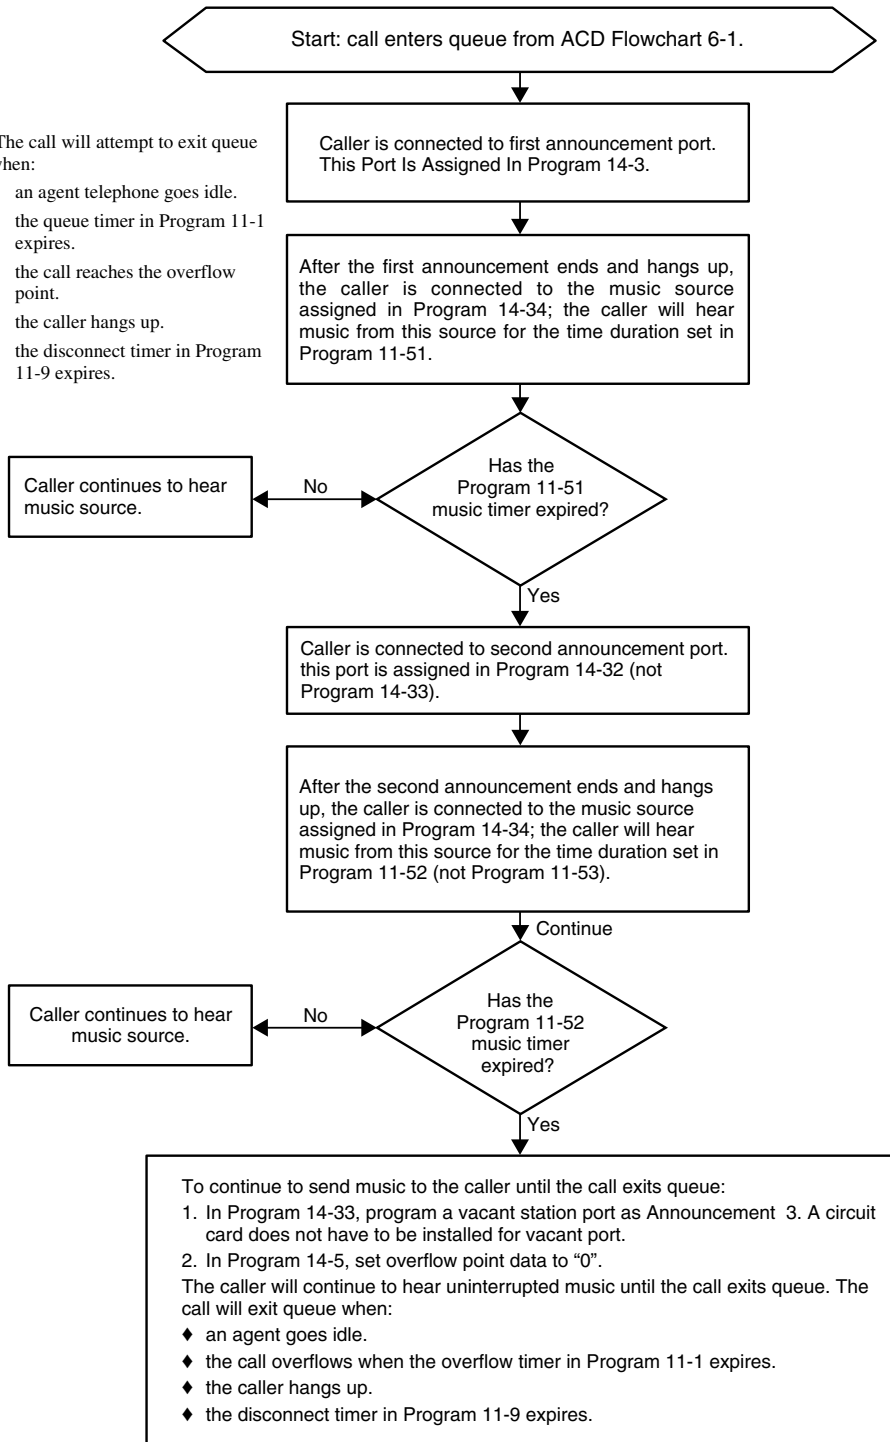 Start: call enters queue from ACD Flowchart 6-1.
Caller is connected to first announcement port.
This Port Is Assigned In Program 14-3.
The call will attempt to exit queue
when:
an agent telephone goes idle.
the queue timer in Program 11-1
expires.
the call reaches the overflow
point.
the caller hangs up.
the disconnect timer in Program
11-9 expires.
After the first announcement ends and hangs up,
the caller is connected to the music source
assigned in Program 14-34; the caller will hear
music from this source for the time duration set in
Program 11-51.
Has the
Program 11-51
music timer expired?
No
Caller continues to hear
music source.
Yes
Caller is connected to second announcement port.
this port is assigned in Program 14-32 (not
Program 14-33).
After the second announcement ends and hangs
up, the caller is connected to the music source
assigned in Program 14-34; the caller will hear
music from this source for the time duration set in
Program 11-52 (not Program 11-53).
Continue
Has the
Program 11-52
music timer
expired?
No
Caller continues to hear
music source.
Yes
To continue to send music to the caller until the call exits queue:
1. In Program 14-33, program a vacant station port as Announcement 3. A circuit
card does not have to be installed for vacant port.
2. In Program 14-5, set overflow point data to “0”.
The caller will continue to hear uninterrupted music until the call exits queue. The
call will exit queue when:
♦ an agent goes idle.
♦ the call overflows when the overflow timer in Program 11-1 expires.
♦ the caller hangs up.
♦ the disconnect timer in Program 11-9 expires.